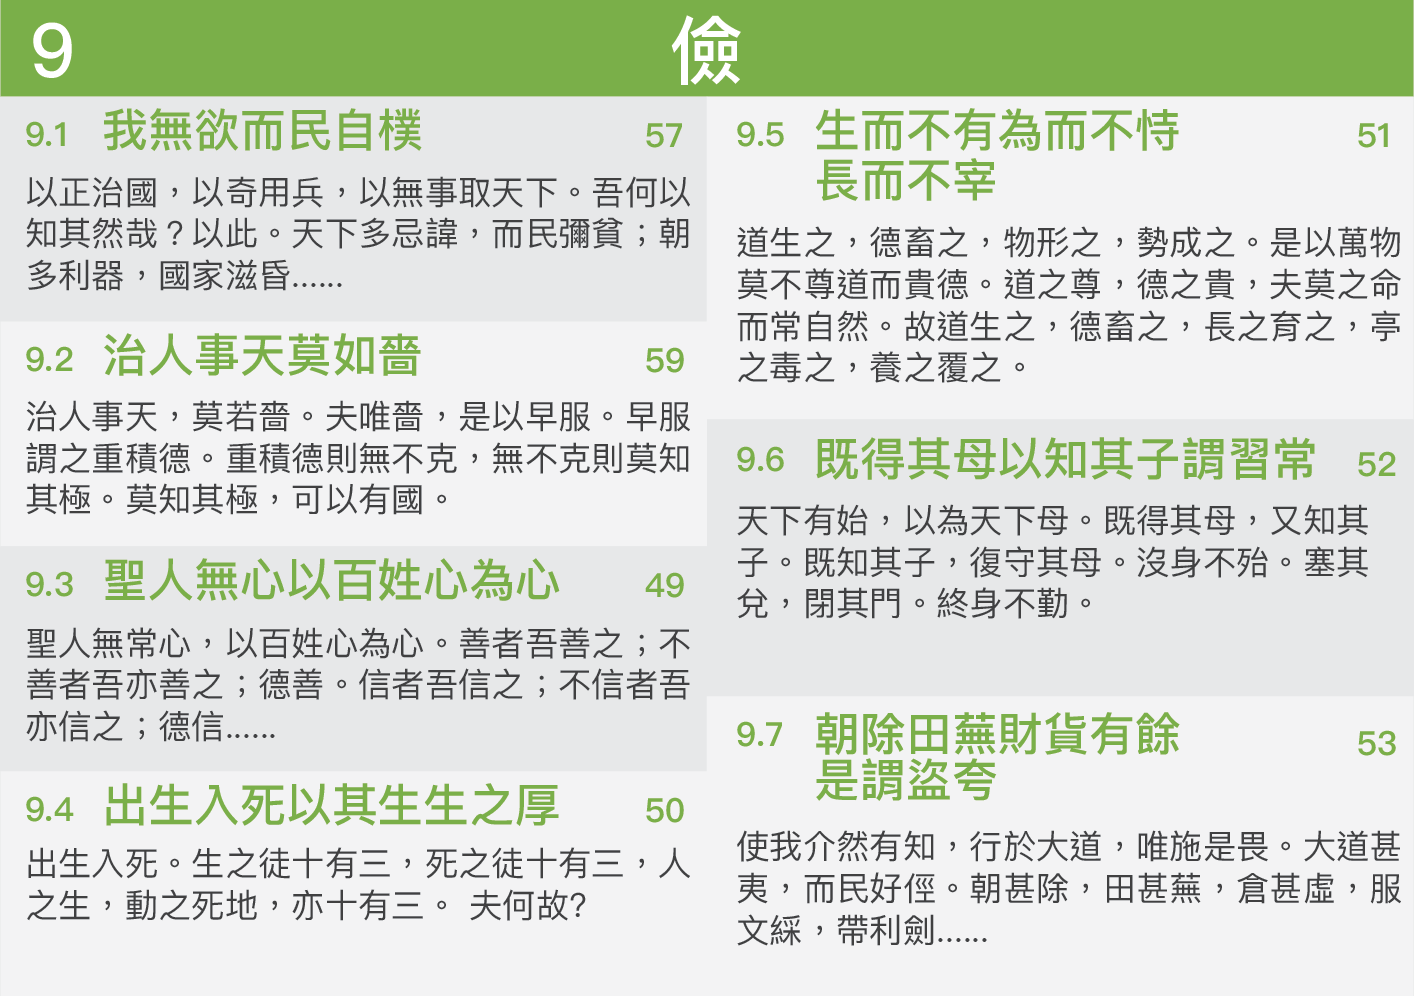 9
儉
9.1 我無欲而民自樸 57
以正治國，以奇用兵，以無事取天下。吾何以
知其然哉？以此。天下多忌諱，而民彌貧；朝
多利器，國家滋昏......
9.2 治人事天莫如嗇 59
治人事天，莫若嗇。夫唯嗇，是以早服。早服
謂之重積德。重積德則無不克，無不克則莫知
其極。莫知其極，可以有國。
9.3 聖人無心以百姓心為心 49
聖人無常心，以百姓心為心。善者吾善之；不
善者吾亦善之；德善。信者吾信之；不信者吾
亦信之；德信......
9.4 出生入死以其生生之厚 50
出生入死。生之徒十有三，死之徒十有三，人
之生，動之死地，亦十有三。 夫何故?
9.5 生而不有為而不恃 51
長而不宰
道生之，德畜之，物形之，勢成之。是以萬物
莫不尊道而貴德。道之尊，德之貴，夫莫之命
而常自然。故道生之，德畜之，長之育之，亭
之毒之，養之覆之。
9.6 既得其母以知其子謂習常 52
天下有始，以為天下母。既得其母，又知其
子。既知其子，復守其母。沒身不殆。塞其
兌，閉其門。終身不勤。
9.7 朝除田蕪財貨有餘 53
是謂盜夸
使我介然有知，行於大道，唯施是畏。大道甚
夷，而民好徑。朝甚除，田甚蕪，倉甚虛，服
文綵，帶利劍......